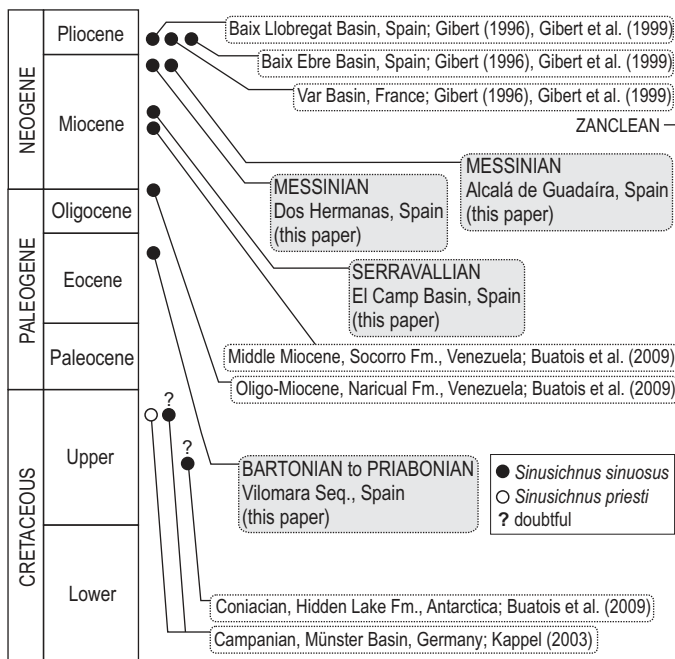 NEOGENE
PALEOGENE
CRETACEOUS
Pliocene
Miocene
Oligocene
Eocene
Paleocene
Upper
Lower
Baix Llobregat Basin, Spain; Gibert (1996), Gibert et al. (1999)
Baix Ebre Basin, Spain; Gibert (1996), Gibert et al. (1999)
Var Basin, France; Gibert (1996), Gibert et al. (1999)
ZANCLEAN
MESSINIAN
Alcalá de Guadaíra, Spain
(this paper)
MESSINIAN
Dos Hermanas, Spain
(this paper)
SERRAVALLIAN
El Camp Basin, Spain
(this paper)
Middle Miocene, Socorro Fm., Venezuela; Buatois et al. (2009)
Oligo-Miocene, Naricual Fm., Venezuela; Buatois et al. (2009)
?
?
BARTONIAN to PRIABONIAN
Vilomara Seq., Spain
(this paper)
Sinusichnus sinuosus
Sinusichnus priesti
? doubtful
Coniacian, Hidden Lake Fm., Antarctica; Buatois et al. (2009)
Campanian, Münster Basin, Germany; Kappel (2003)